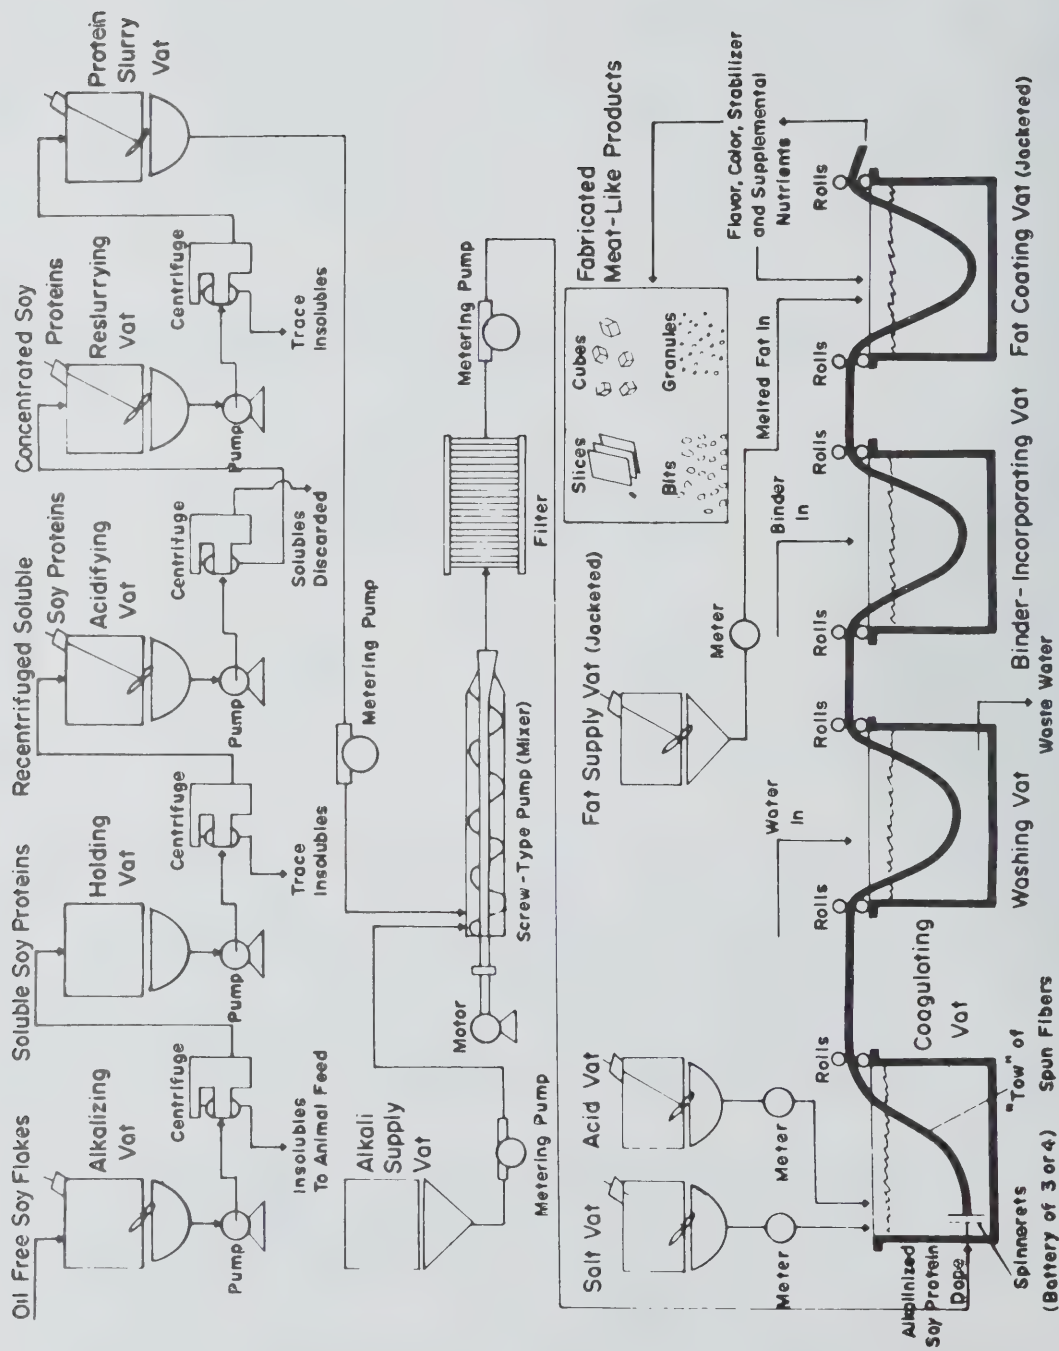 Oil Free Soy Flakes
Alkalizing
Vat
Pump
Centrifuge
Insolubles
To Animal Feed
Soluble Soy Proteins
Holding
Vat
Pump
Centrifuge
Trace
Insolubles
Recentrifuged Soluble
Soy Proteins
Acidifying
Vat
Pump
Centrifuge
Solubles
Discarded
Concentrated Soy
Proteins
Reslurrying
Vat
Pump
Centrifuge
Trace
Insolubles
Protein
Slurry
Vat
Alkali
Supply
Vat
Metering Pump
Motor
Screw-Type Pump (Mixer)
Metering Pump
Filter
Metering Pump
Fabricated
Meat-Like Products
Slices
Cubes
Bits
Granules
Salt Vat
Meter
Acid Vat
Meter
Fat Supply Vat (Jacketed)
Meter
Water
In
Binder
In
Melted Fat In
Flavor, Color, Stabilizer
and Supplemental
Nutrients
Rolls
Rolls
Rolls
Rolls
Rolls
Rolls
Rolls
Alkalinized
Soy Protein
Dope
Spinnerets
(Battery of 3 or 4)
"Tow" of
Spun Fibers
Coagulating
Vat
Washing Vat
Waste Water
Binder-Incorporating Vat
Fat Coating Vat (Jacketed)